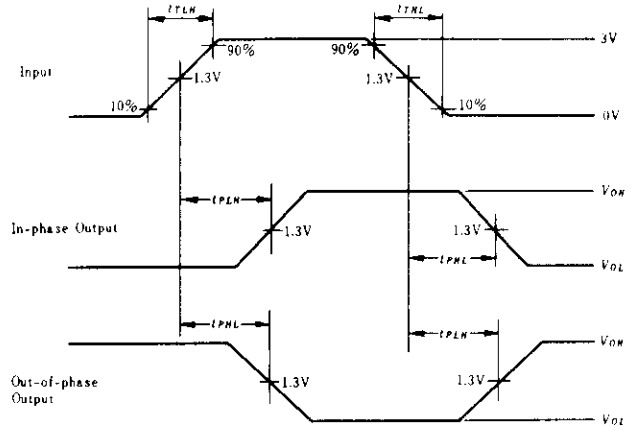 tTLH
tTHL
90%
90%
3V
Input
1.3V
1.3V
10%
10%
0V
tPLH
VOH
In-phase Output
1.3V
1.3V
tPHL
VOL
tPHL
tPLH
VOH
Out-of-phase
Output
1.3V
1.3V
VOL